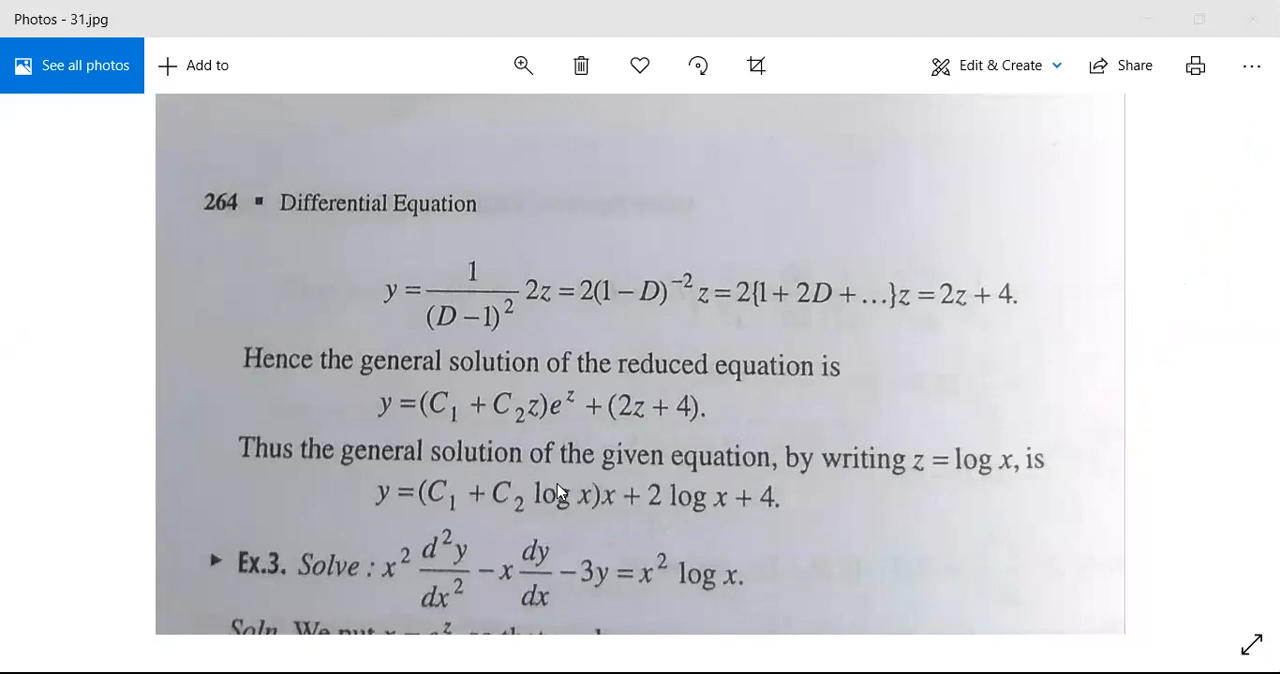 Photos - 31.jpg
See all photos
Add to
Edit & Create
Share
264 ▪ Differential Equation
y = 1/(D – 1)² 2z = 2(1 – D)⁻² z = 2{1 + 2D + ...}z = 2z + 4.
Hence the general solution of the reduced equation is
y = (C₁ + C₂z)eᶻ + (2z + 4).
Thus the general solution of the given equation, by writing z = log x, is
y = (C₁ + C₂ log x)x + 2 log x + 4.
▶ Ex.3. Solve : x² d²y/dx² – x dy/dx – 3y = x² log x.
Soln. We put